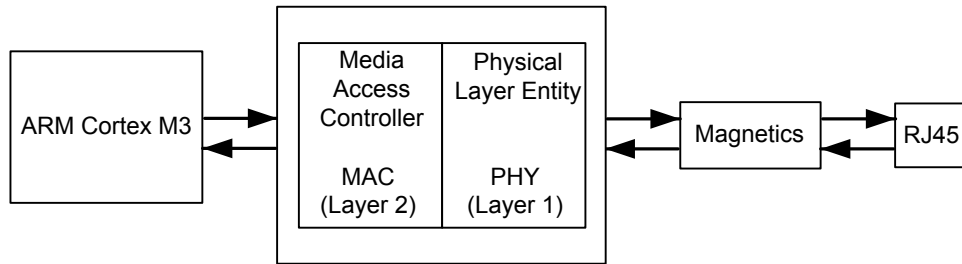 ARM Cortex M3
Media
Access
Controller
MAC
(Layer 2)
Physical
Layer Entity
PHY
(Layer 1)
Magnetics
RJ45